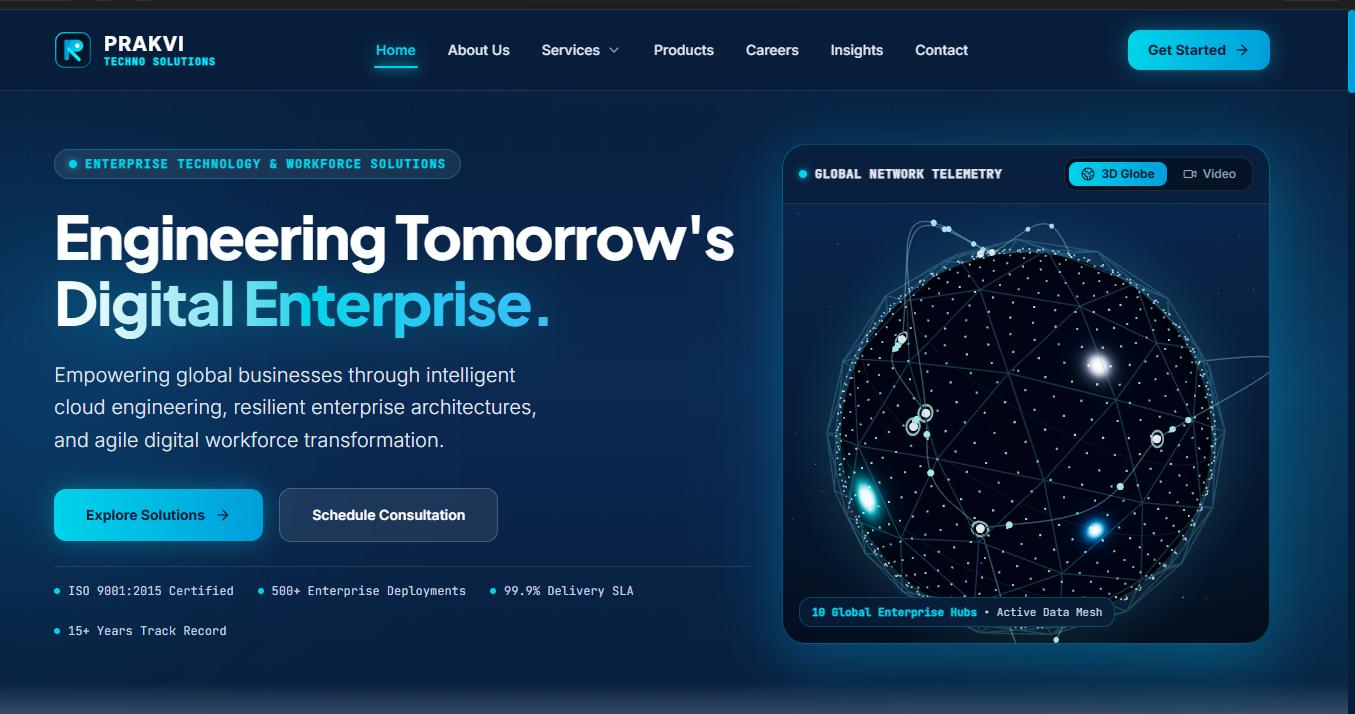 PRAKVI
TECHNO SOLUTIONS
Home
About Us
Services
Products
Careers
Insights
Contact
Get Started
ENTERPRISE TECHNOLOGY & WORKFORCE SOLUTIONS
Engineering Tomorrow's
Digital Enterprise.
Empowering global businesses through intelligent
cloud engineering, resilient enterprise architectures,
and agile digital workforce transformation.
Explore Solutions
Schedule Consultation
ISO 9001:2015 Certified
500+ Enterprise Deployments
99.9% Delivery SLA
15+ Years Track Record
GLOBAL NETWORK TELEMETRY
3D Globe
Video
10 Global Enterprise Hubs • Active Data Mesh